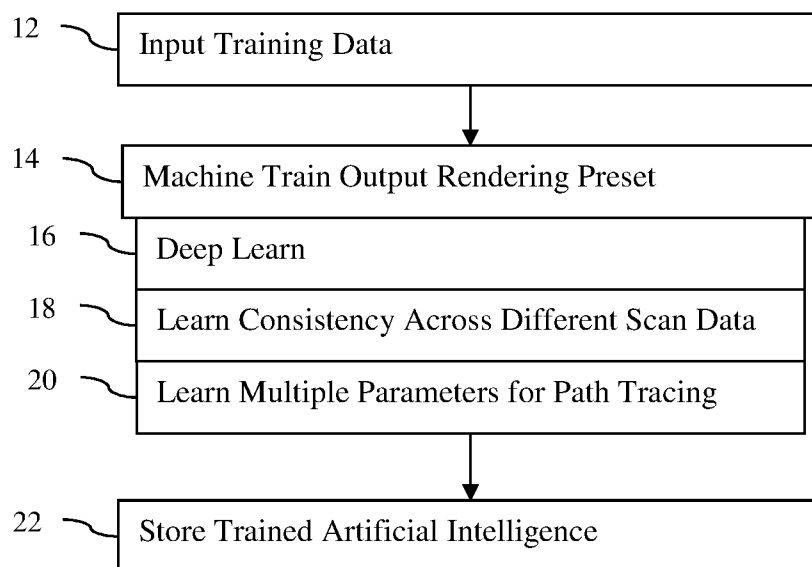 12 Input Training Data
14 Machine Train Output Rendering Preset
16 Deep Learn
18 Learn Consistency Across Different Scan Data
20 Learn Multiple Parameters for Path Tracing
22 Store Trained Artificial Intelligence